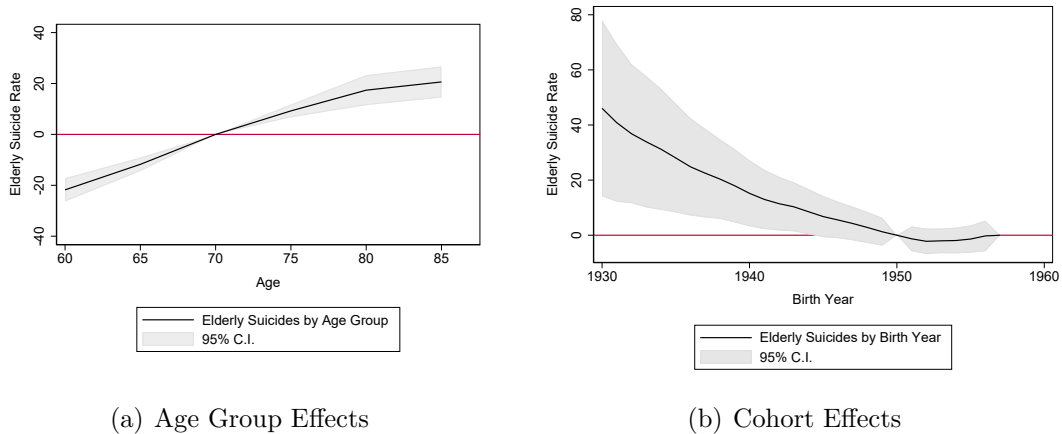 Elderly Suicide Rate
40
20
0
20
40
60 65 70 75 80 85
Age
Elderly Suicides by Age Group
95% C.I.
(a) Age Group Effects
Elderly Suicide Rate
80
60
40
20
0
1930 1940 1950 1960
Birth Year
Elderly Suicides by Birth Year
95% C.I.
(b) Cohort Effects